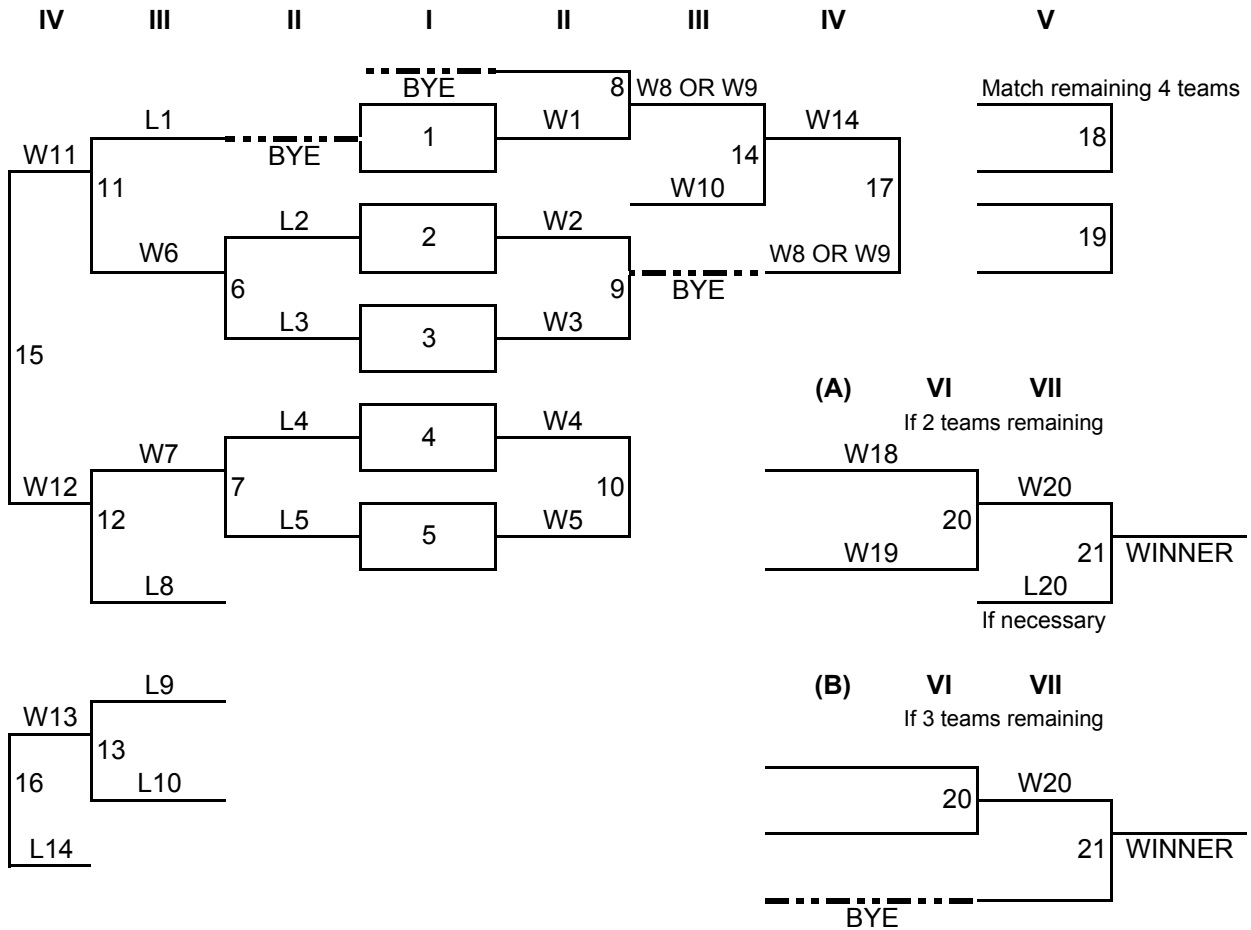 IV III II I II III IV V
BYE
8 W8 OR W9 Match remaining 4 teams
L1 1 W1 W14 18
W11 BYE 14
11 W10 17
L2 2 W2 19
W6 W8 OR W9
6 9 BYE
L3 3 W3
15
(A) VI VII
If 2 teams remaining
L4 4 W4
W7 W18
W12 7 10 W20
12 L5 5 W5 20
W19 21 WINNER
L8 L20
If necessary
L9 (B) VI VII
W13 If 3 teams remaining
13
16 L10 20 W20
L14 21 WINNER
BYE